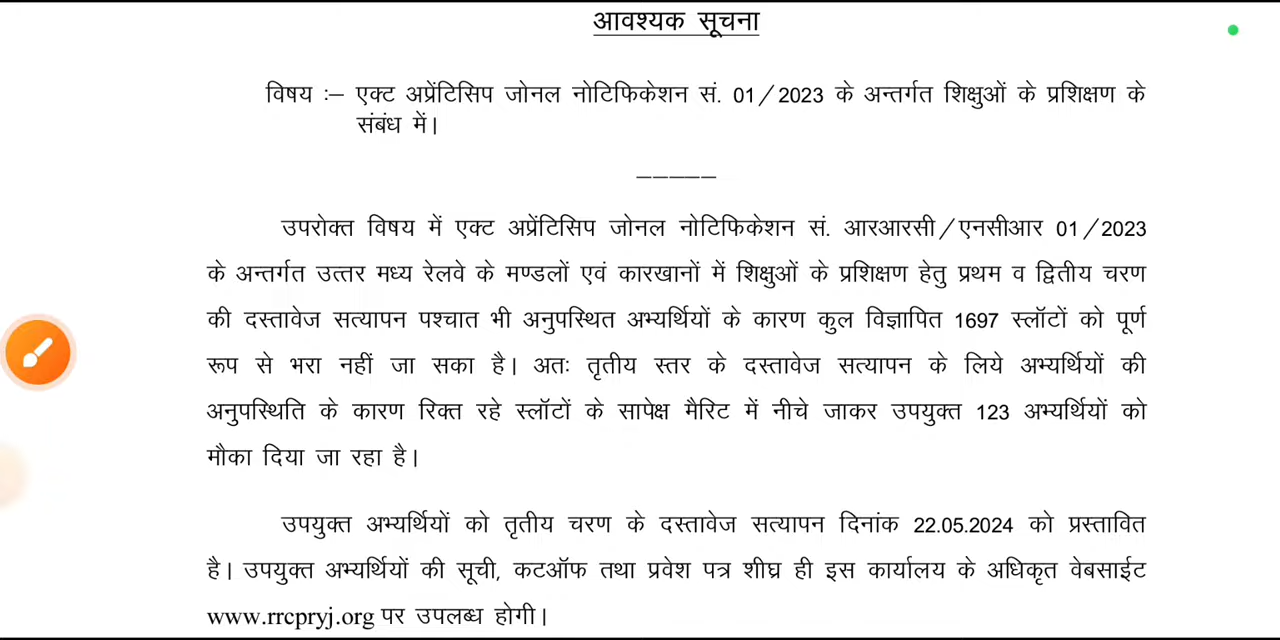 आवश्यक सूचना
विषय :– एक्ट अप्रेंटिसिप जोनल नोटिफिकेशन सं. 01/2023 के अन्तर्गत शिक्षुओं के प्रशिक्षण के
संबंध में।
–––––
उपरोक्त विषय में एक्ट अप्रेंटिसिप जोनल नोटिफिकेशन सं. आरआरसी/एनसीआर 01/2023
के अन्तर्गत उत्तर मध्य रेलवे के मण्डलों एवं कारखानों में शिक्षुओं के प्रशिक्षण हेतु प्रथम व द्वितीय चरण
की दस्तावेज सत्यापन पश्चात भी अनुपस्थित अभ्यर्थियों के कारण कुल विज्ञापित 1697 स्लॉटों को पूर्ण
रूप से भरा नहीं जा सका है। अतः तृतीय स्तर के दस्तावेज सत्यापन के लिये अभ्यर्थियों की
अनुपस्थिति के कारण रिक्त रहे स्लॉटों के सापेक्ष मैरिट में नीचे जाकर उपयुक्त 123 अभ्यर्थियों को
मौका दिया जा रहा है।
उपयुक्त अभ्यर्थियों को तृतीय चरण के दस्तावेज सत्यापन दिनांक 22.05.2024 को प्रस्तावित
है। उपयुक्त अभ्यर्थियों की सूची, कटऑफ तथा प्रवेश पत्र शीघ्र ही इस कार्यालय के अधिकृत वेबसाईट
www.rrcpryj.org पर उपलब्ध होगी।